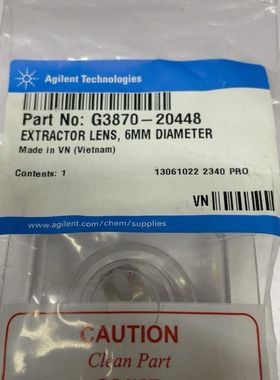 Agilent Technologies
Part No: G3870-20448
EXTRACTOR LENS, 6MM DIAMETER
Made in VN (Vietnam)
Contents: 1 13061022 2340 PRO
VN
www.agilent.com/chem/supplies
CAUTION
Clean Part